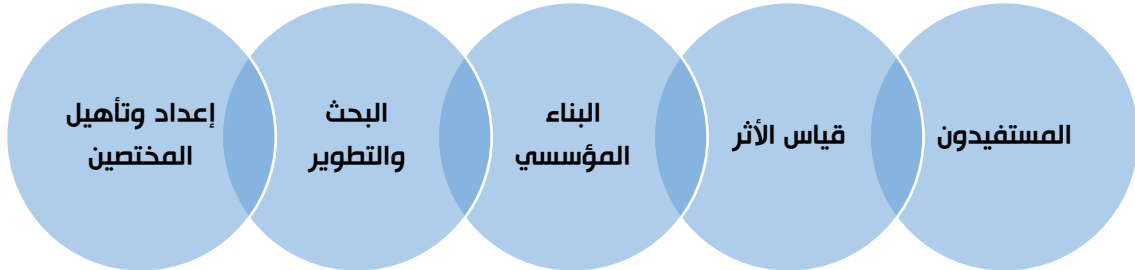 المستفيدون
قياس الأثر
البناء
المؤسسي
البحث
والتطوير
إعداد وتأهيل
المختصين